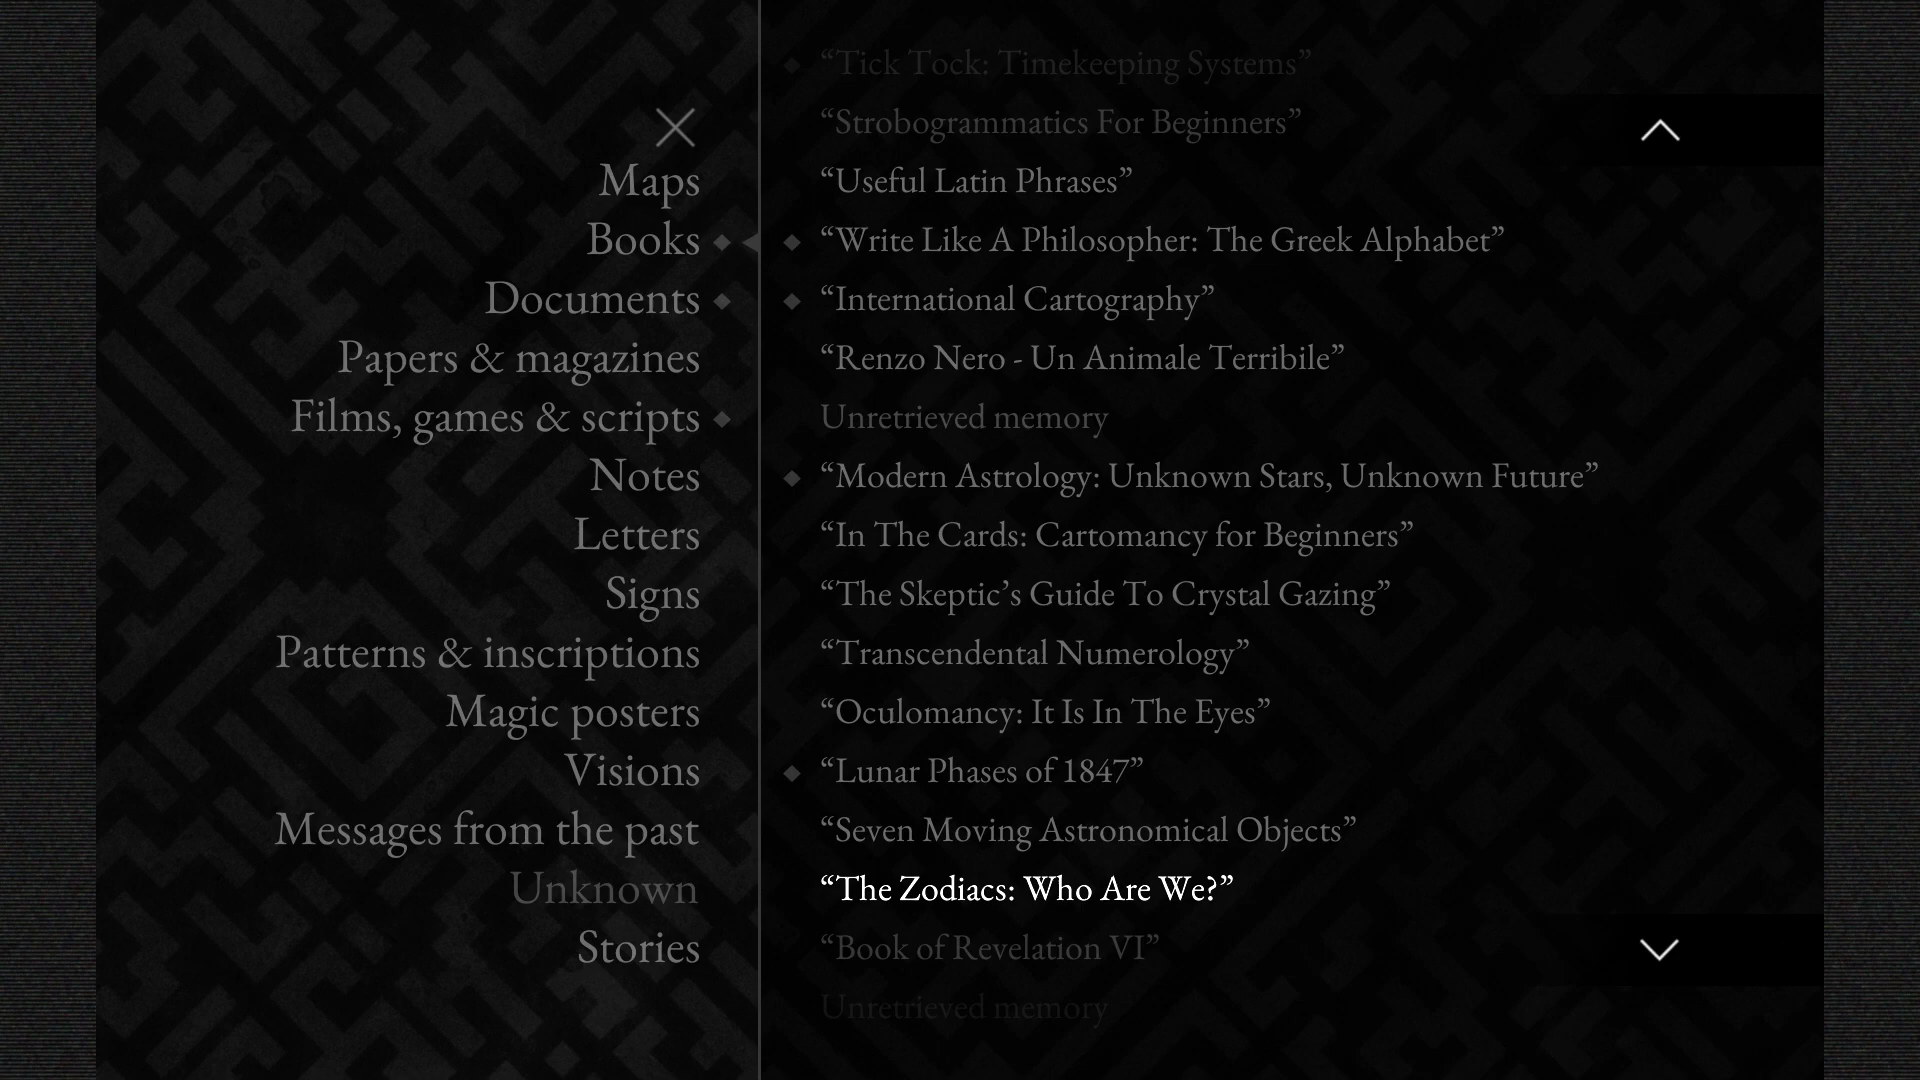 Maps
Books
Documents
Papers & magazines
Films, games & scripts
Notes
Letters
Signs
Patterns & inscriptions
Magic posters
Visions
Messages from the past
Unknown
Stories
“Tick Tock: Timekeeping Systems”
“Strobogrammatics For Beginners”
“Useful Latin Phrases”
“Write Like A Philosopher: The Greek Alphabet”
“International Cartography”
“Renzo Nero - Un Animale Terribile”
Unretrieved memory
“Modern Astrology: Unknown Stars, Unknown Future”
“In The Cards: Cartomancy for Beginners”
“The Skeptic’s Guide To Crystal Gazing”
“Transcendental Numerology”
“Oculomancy: It Is In The Eyes”
“Lunar Phases of 1847”
“Seven Moving Astronomical Objects”
“The Zodiacs: Who Are We?”
“Book of Revelation VI”
Unretrieved memory